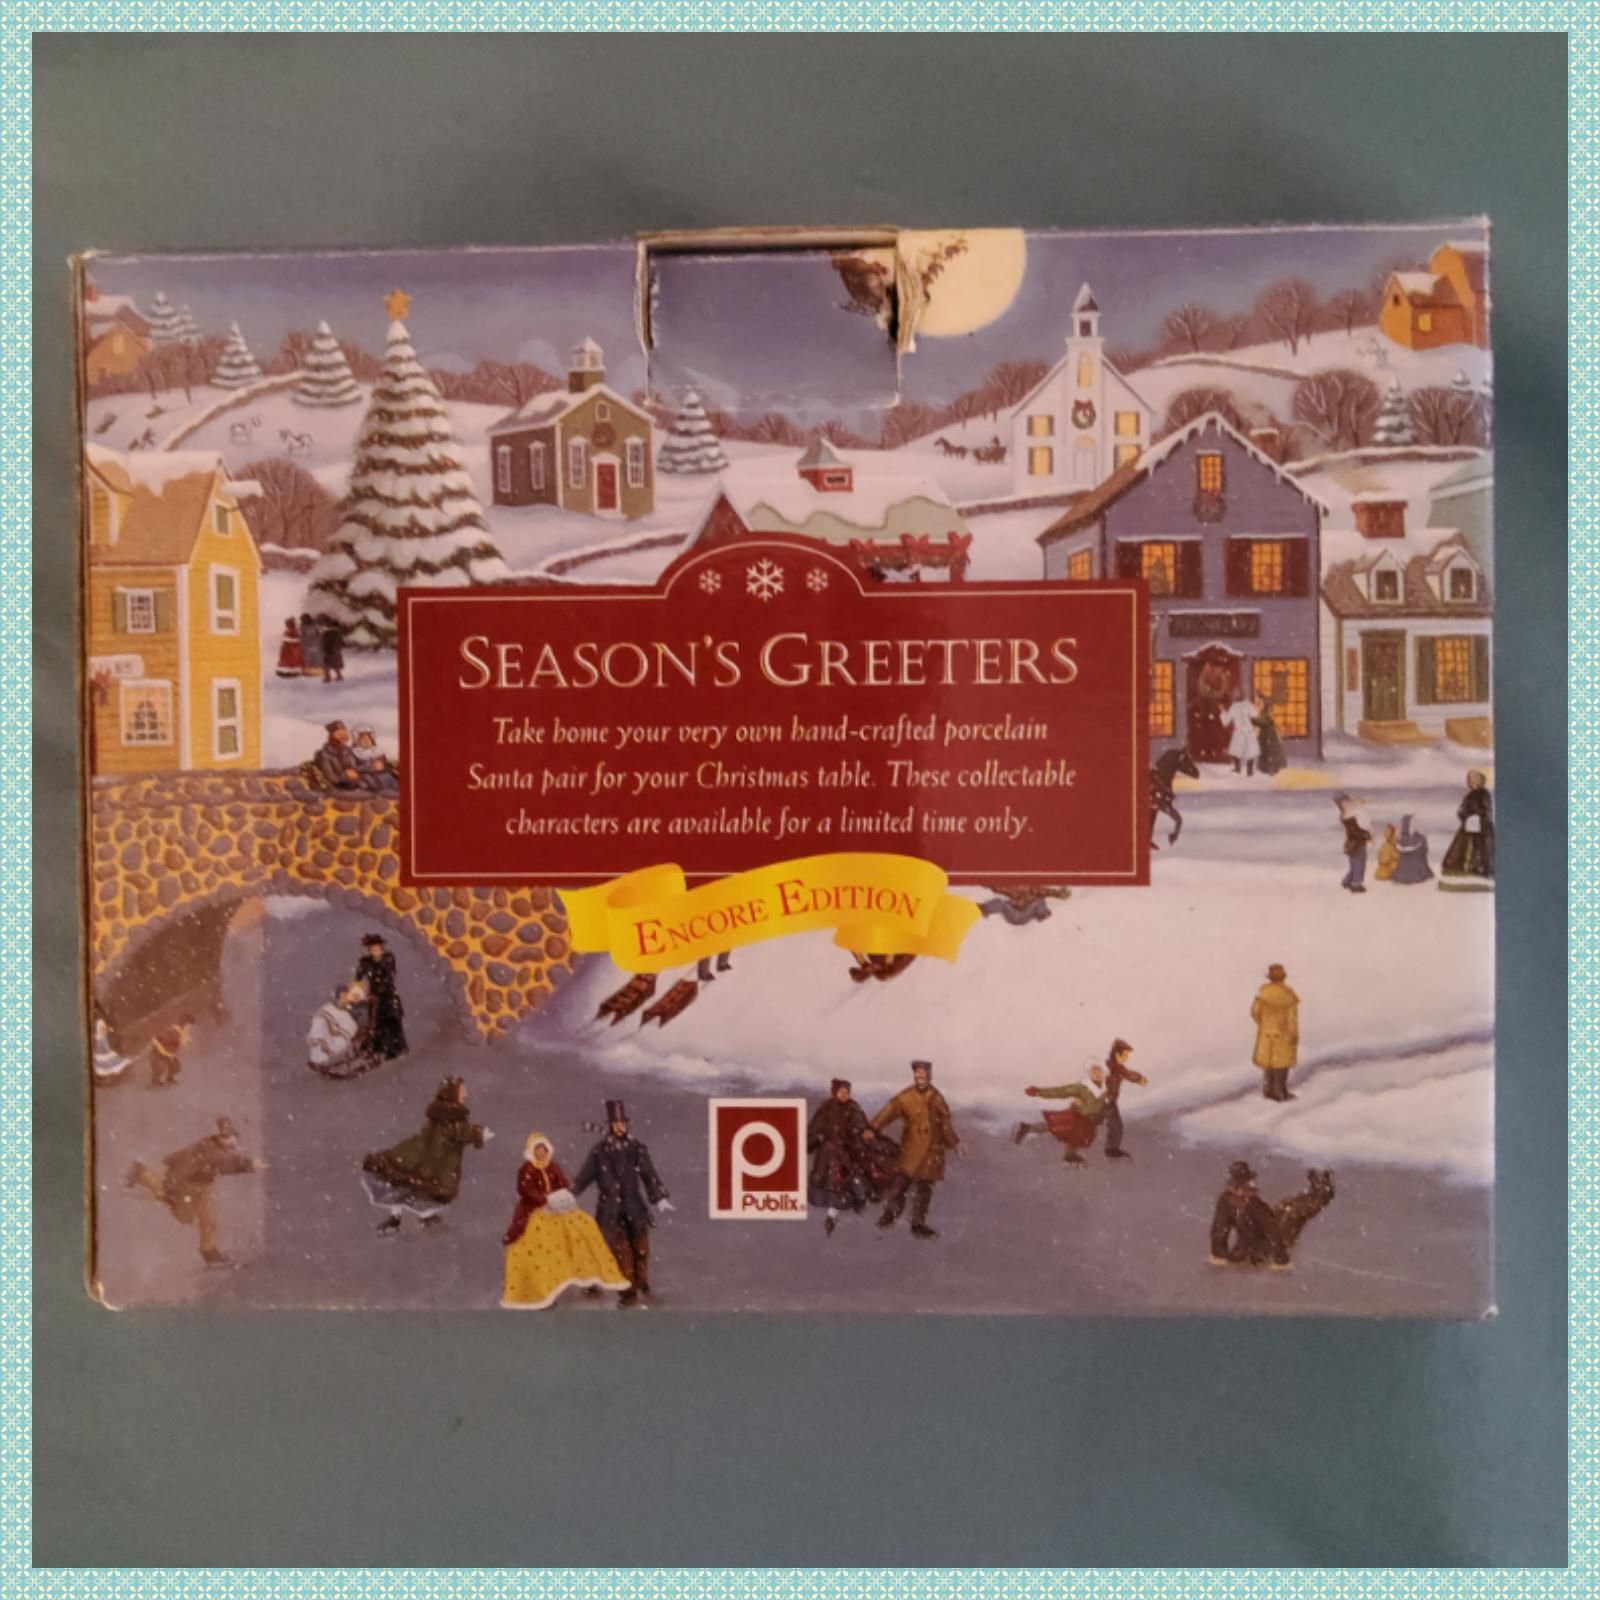 SEASON'S GREETERS
Take home your very own hand-crafted porcelain
Santa pair for your Christmas table. These collectable
characters are available for a limited time only.
ENCORE EDITION
Publix